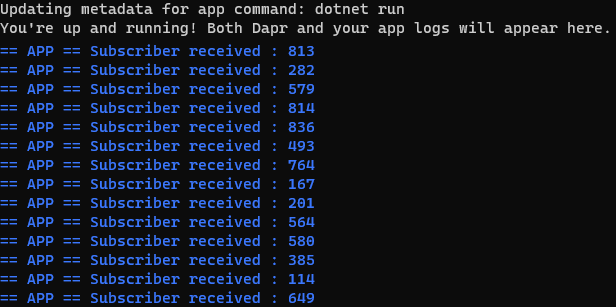 Updating metadata for app command: dotnet run
You're up and running! Both Dapr and your app logs will appear here.
== APP == Subscriber received : 813
== APP == Subscriber received : 282
== APP == Subscriber received : 579
== APP == Subscriber received : 814
== APP == Subscriber received : 836
== APP == Subscriber received : 493
== APP == Subscriber received : 764
== APP == Subscriber received : 167
== APP == Subscriber received : 201
== APP == Subscriber received : 564
== APP == Subscriber received : 580
== APP == Subscriber received : 385
== APP == Subscriber received : 114
== APP == Subscriber received : 649